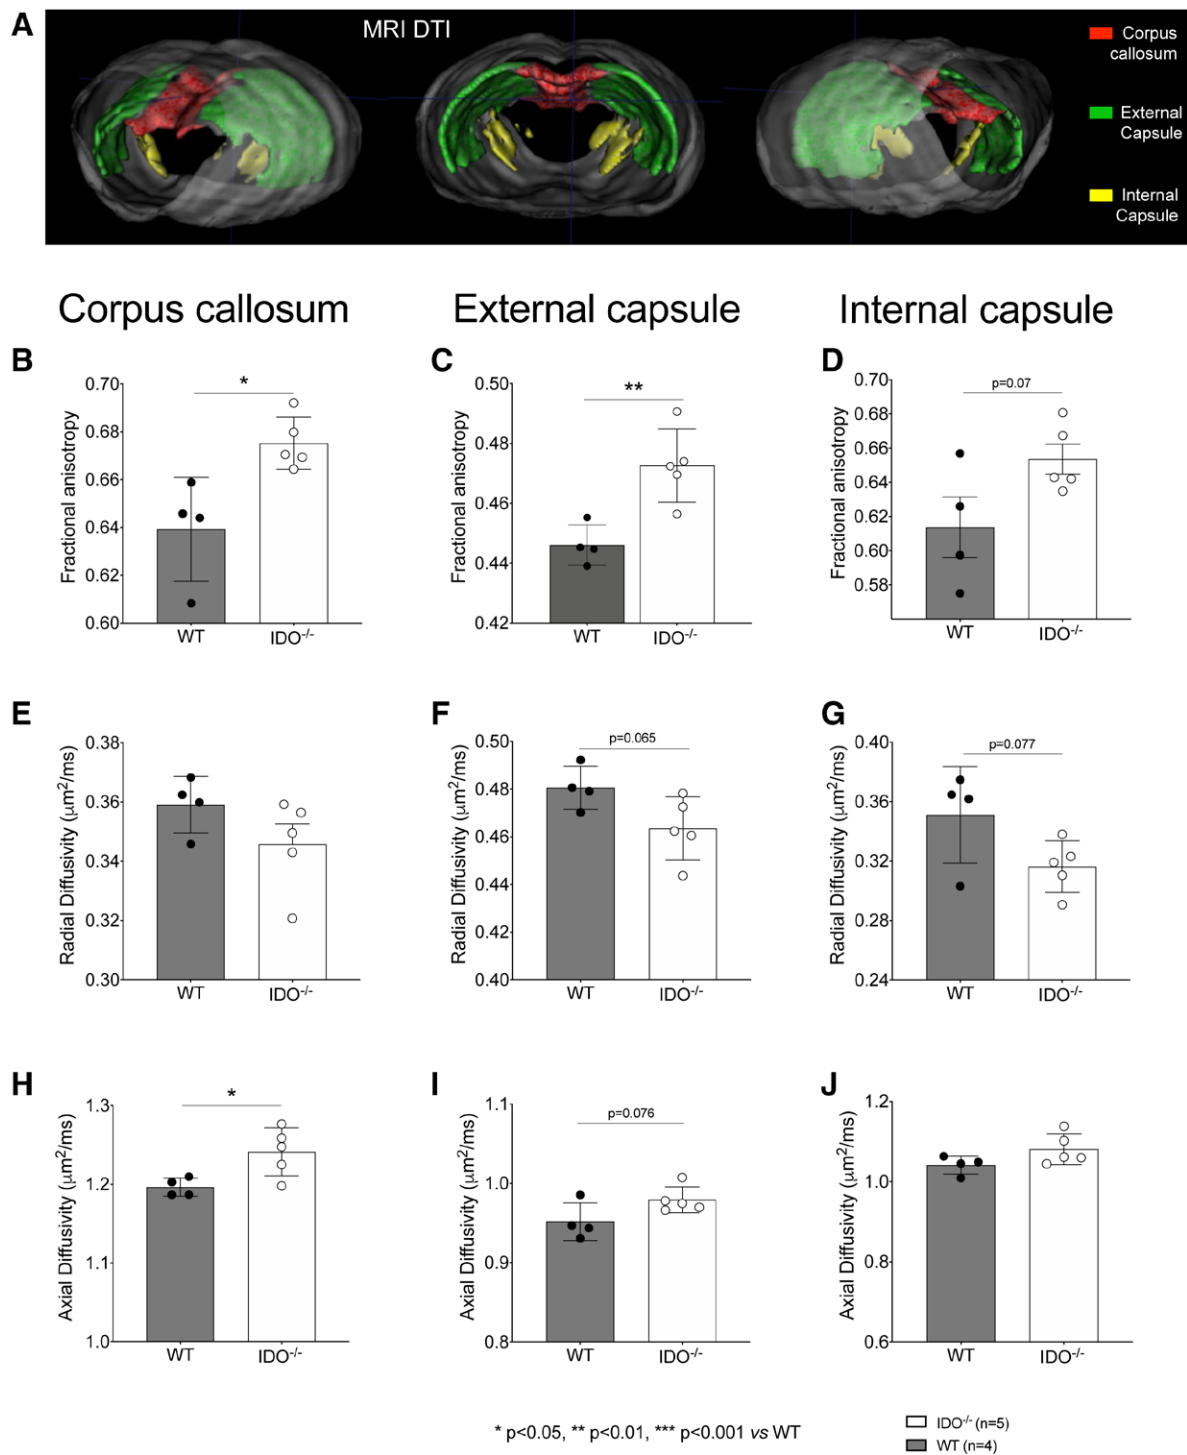 A
MRI DTI
Corpus
callosum
External
Capsule
Internal
Capsule
Corpus callosum
External capsule
Internal capsule
B
Fractional anisotropy
0.70
0.68
0.66
0.64
0.62
0.60
*
WT
IDO⁻/⁻
C
Fractional anisotropy
0.50
0.48
0.46
0.44
0.42
**
WT
IDO⁻/⁻
D
Fractional anisotropy
0.70
0.68
0.66
0.64
0.62
0.60
0.58
p=0.07
WT
IDO⁻/⁻
E
Radial Diffusivity (μm²/ms)
0.38
0.36
0.34
0.32
0.30
WT
IDO⁻/⁻
F
Radial Diffusivity (μm²/ms)
0.50
0.48
0.46
0.44
0.42
0.40
p=0.065
WT
IDO⁻/⁻
G
Radial Diffusivity (μm²/ms)
0.40
0.36
0.32
0.28
0.24
p=0.077
WT
IDO⁻/⁻
H
Axial Diffusivity (μm²/ms)
1.3
1.2
1.1
1.0
*
WT
IDO⁻/⁻
I
Axial Diffusivity (μm²/ms)
1.1
1.0
0.9
0.8
p=0.076
WT
IDO⁻/⁻
J
Axial Diffusivity (μm²/ms)
1.2
1.0
0.8
0.6
WT
IDO⁻/⁻
* p<0.05, ** p<0.01, *** p<0.001 vs WT
IDO⁻/⁻ (n=5)
WT (n=4)